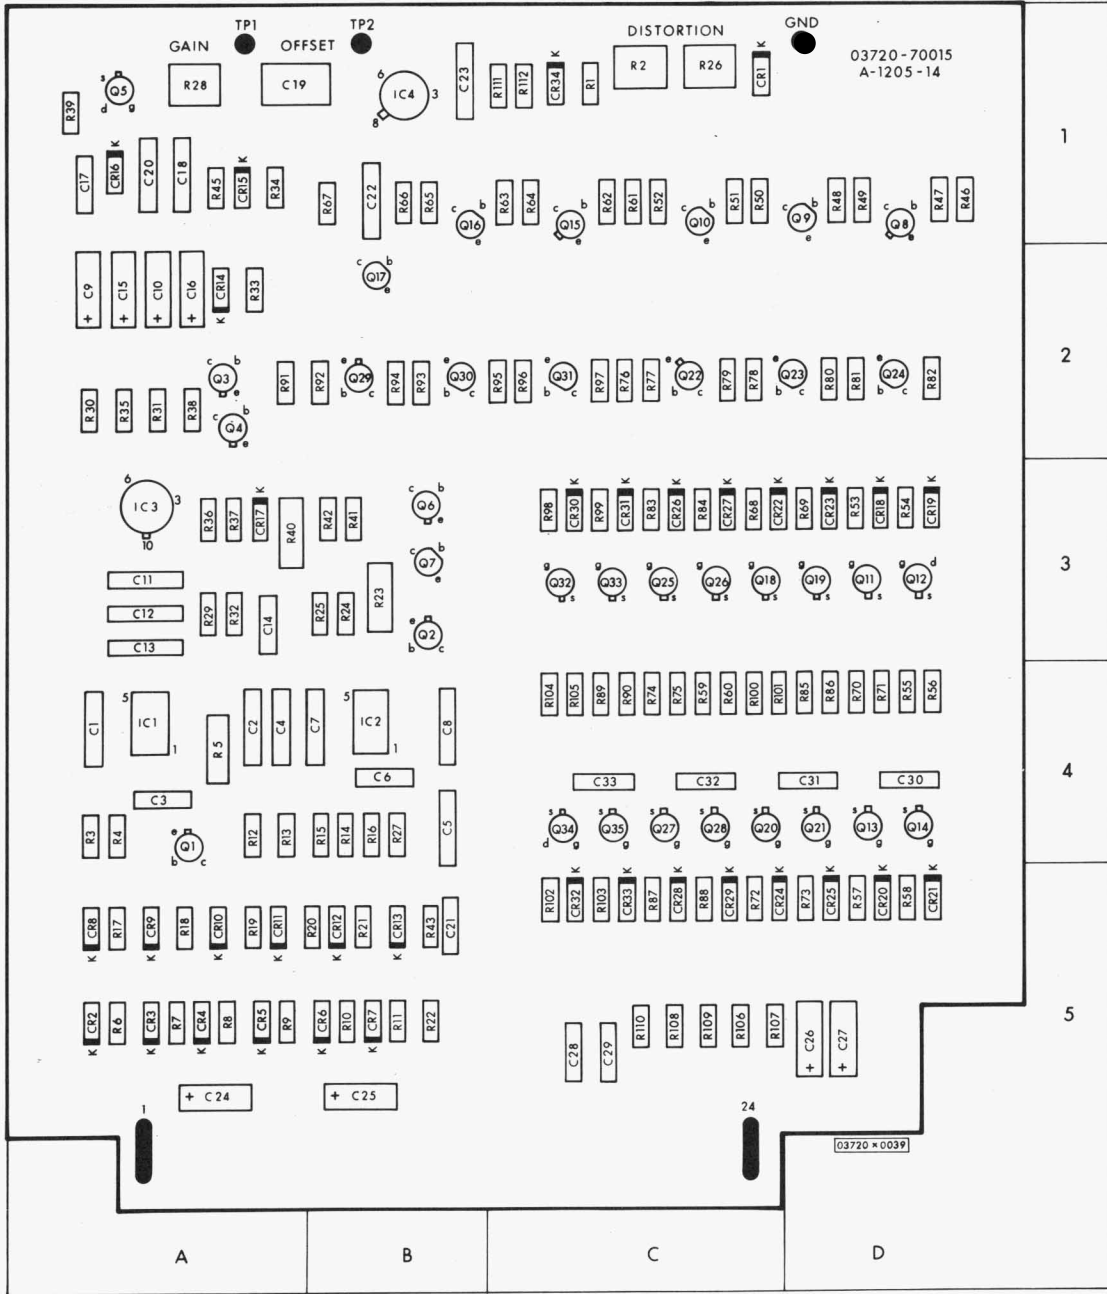 TP1 TP2 GND
GAIN OFFSET DISTORTION
03720-70015
A-1205-14
R39 s Q5 d g R28 C19 6 IC4 3 8 C23 R111 R112 K CR34 R1 R2 R26 K CR1
1
C17 K CR16 C20 C18 R45 K CR15 R34 R67 C22 R66 R65 c b Q16 e R63 R64 c b Q15 e R62 R61 R52 c b Q10 e R51 R50 c b Q9 e R48 R49 c b Q8 e R47 R46
+ C9 + C15 + C10 + C16 CR14 K R33 c b Q17 e
2
R30 R35 R31 R38 c b Q3 e c b Q4 e R91 R92 e Q29 b c R94 R93 e Q30 b c R95 R96 e Q31 b c R97 R76 R77 e Q22 b c R79 R78 e Q23 b c R80 R81 e Q24 b c R82
6 IC3 3 10 R36 R37 K CR17 R40 R42 R41 c b Q6 e R98 K CR30 R99 K CR31 R83 K CR26 R84 K CR27 R68 K CR22 R69 K CR23 R53 K CR18 R54 K CR19
c b Q7 e
3
g Q32 s g Q33 s g Q25 s g Q26 s g Q18 s g Q19 s g Q11 s g d Q12 s
C11
C12
C13
R29 R32 C14 R25 R24 R23 e Q2 b c
C1 5 IC1 1 R5 C2 C4 C7 5 IC2 1 C8 R104 R105 R89 R90 R74 R75 R59 R60 R100 R101 R85 R86 R70 R71 R55 R56
4
C6 C33 C32 C31 C30
C3
R3 R4 e Q1 b c R12 R13 R15 R14 R16 R27 C5 s Q34 d g s Q35 g s Q27 g s Q28 g s Q20 g s Q21 g s Q13 g s Q14 g
R102 K CR32 R103 K CR33 R87 K CR28 R88 K CR29 R72 K CR24 R73 K CR25 R57 K CR20 R58 K CR21
CR8 K R17 CR9 K R18 CR10 K R19 CR11 K R20 CR12 K R21 CR13 K R43 C21
5
CR2 K R6 CR3 K R7 CR4 K R8 CR5 K R9 CR6 K R10 CR7 K R11 R22 C28 C29 R110 R108 R109 R106 R107 + C26 + C27
+ C24 + C25
1 24
03720 x 0039
A B C D